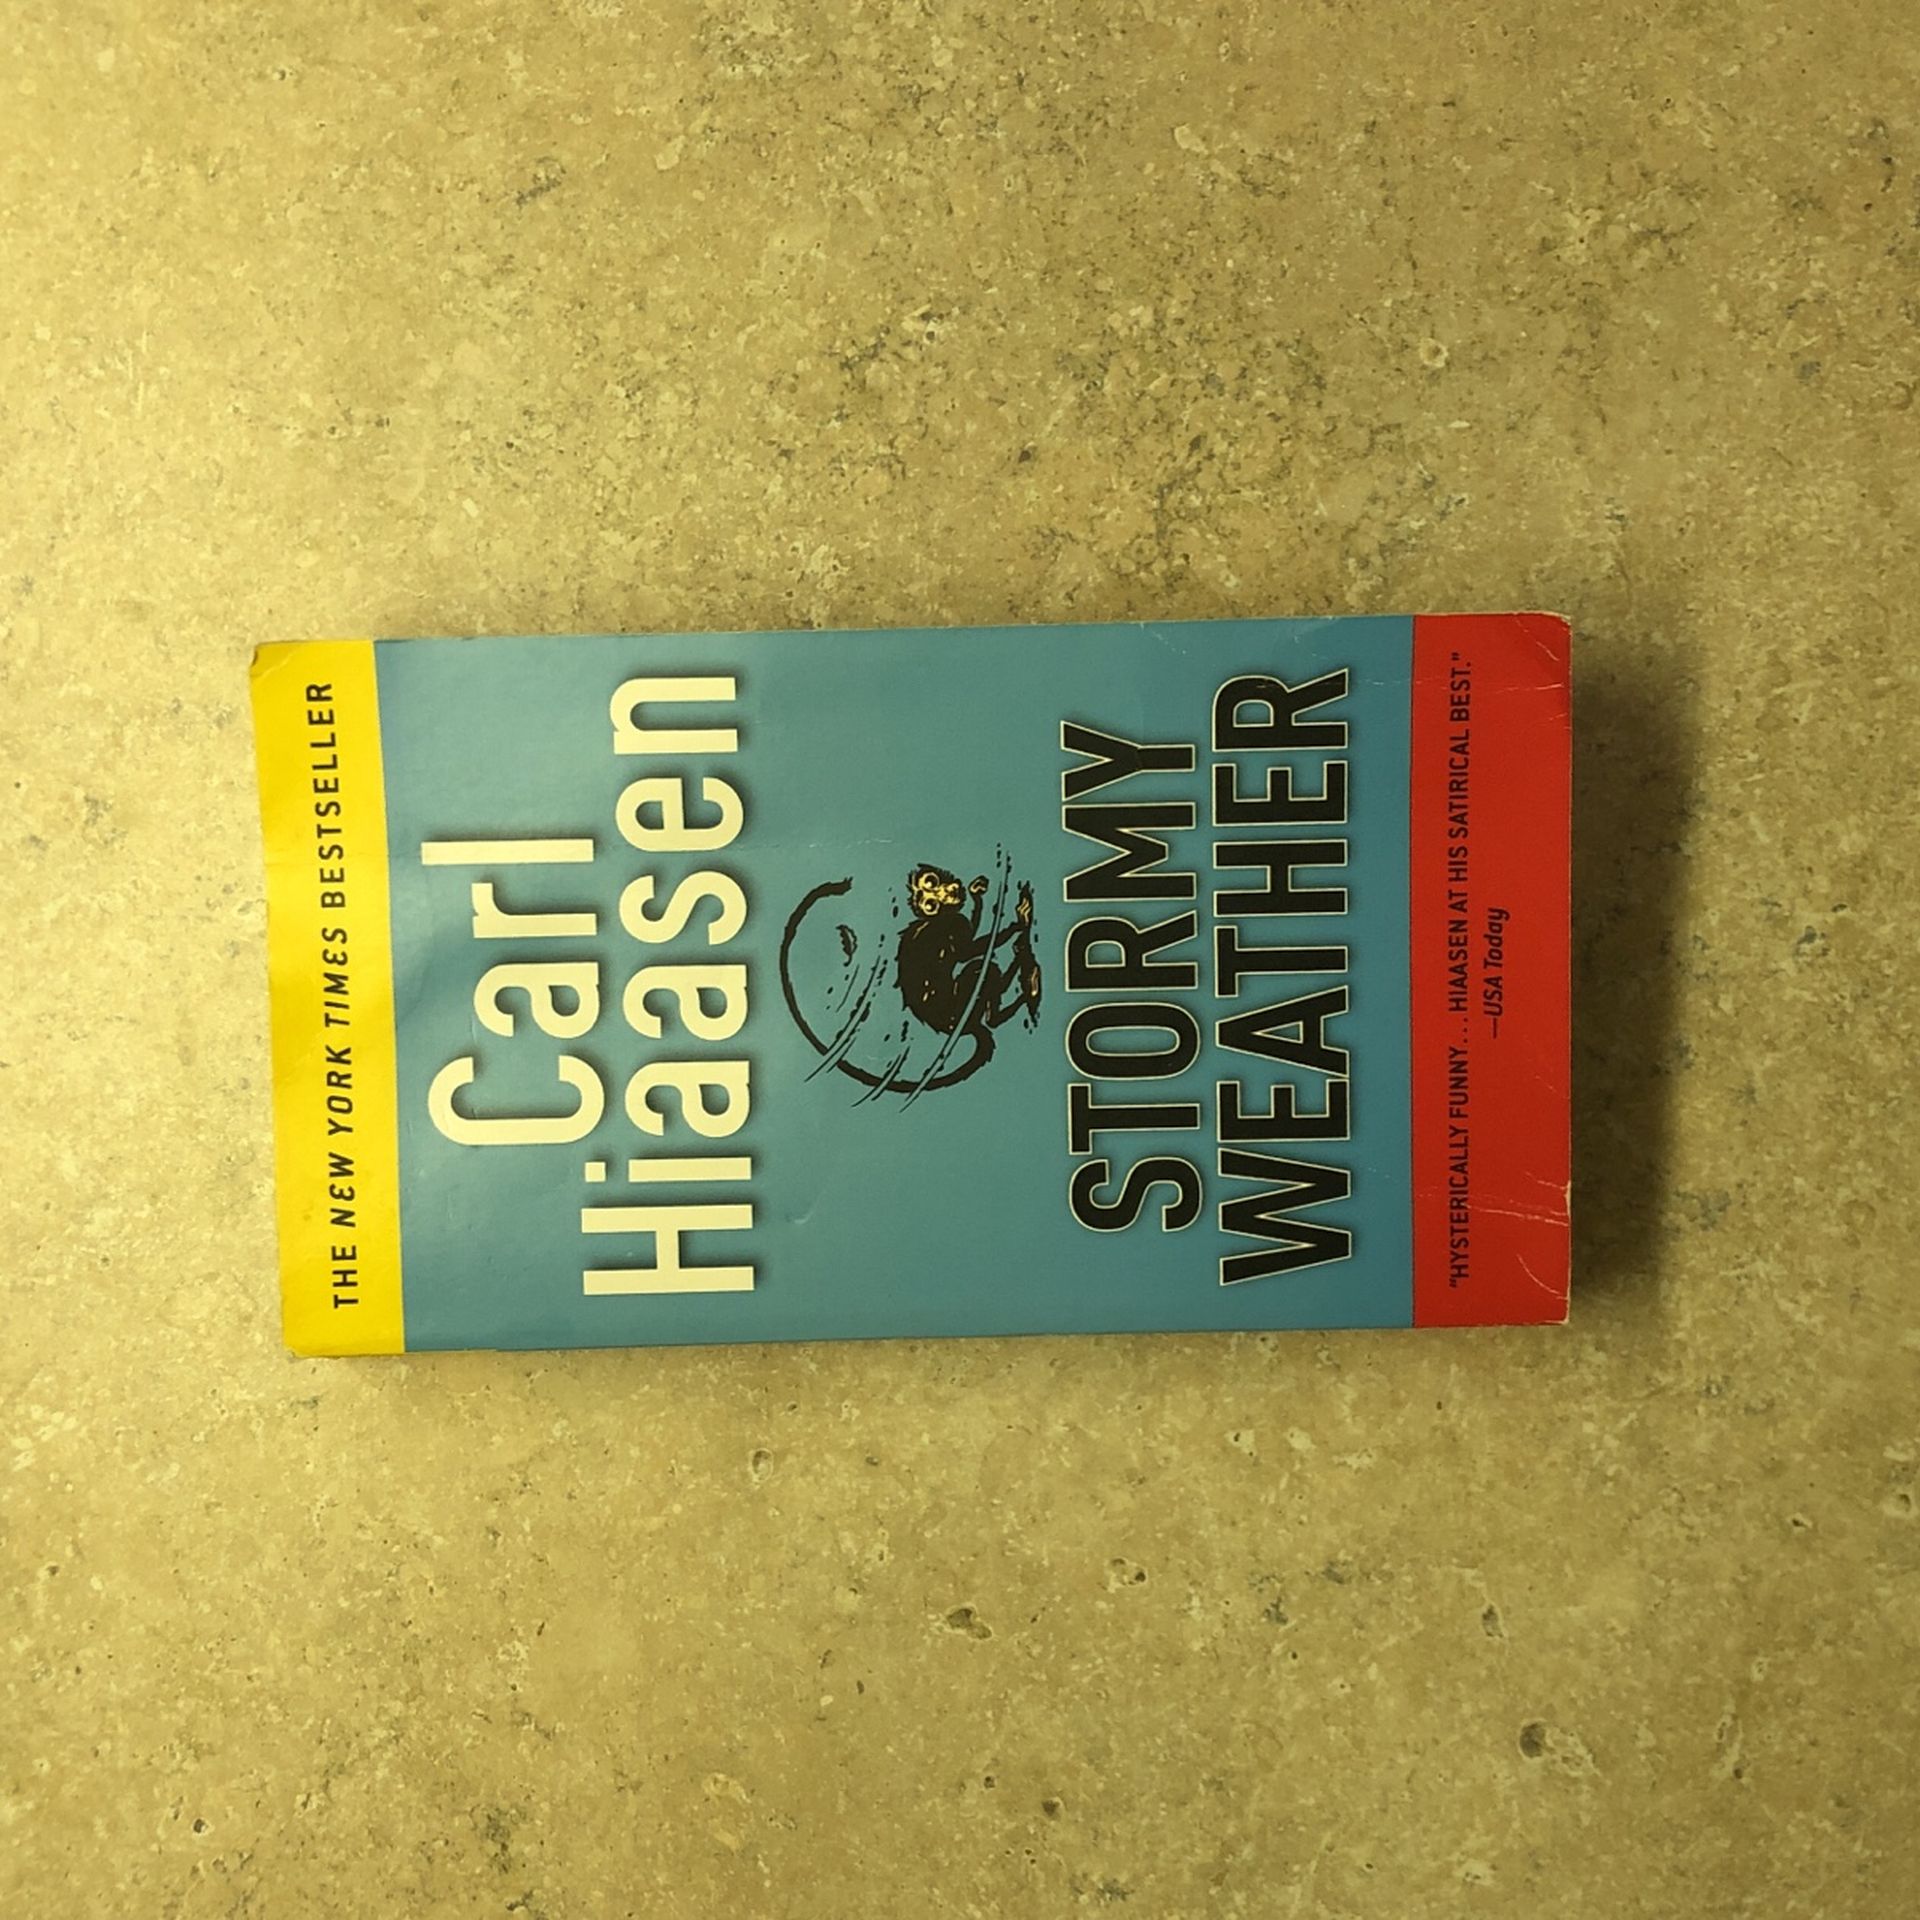 THE NEW YORK TIMES BESTSELLER
Carl
Hiaasen
STORMY
WEATHER
"HYSTERICALLY FUNNY... HIAASEN AT HIS SATIRICAL BEST."
—USA Today